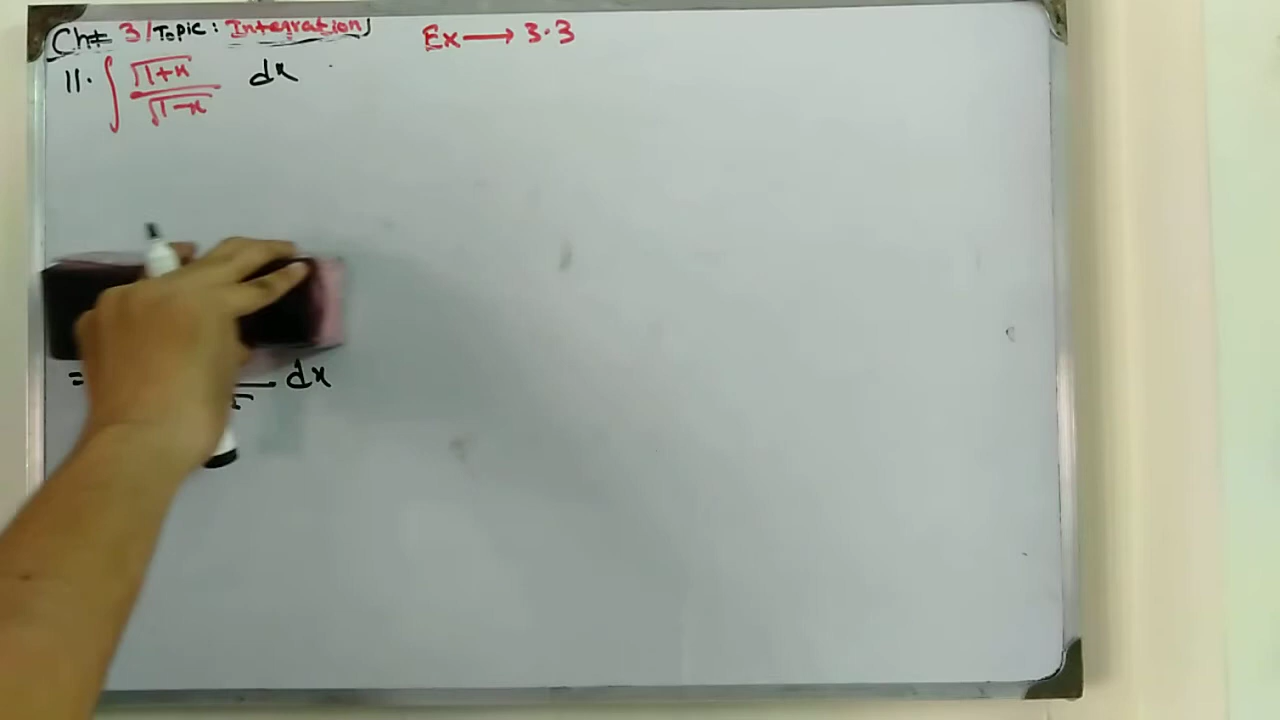 Ch# 3/Topic: Integration) Ex → 3.3
11. ∫ √1+x / √1-x dx
= dx